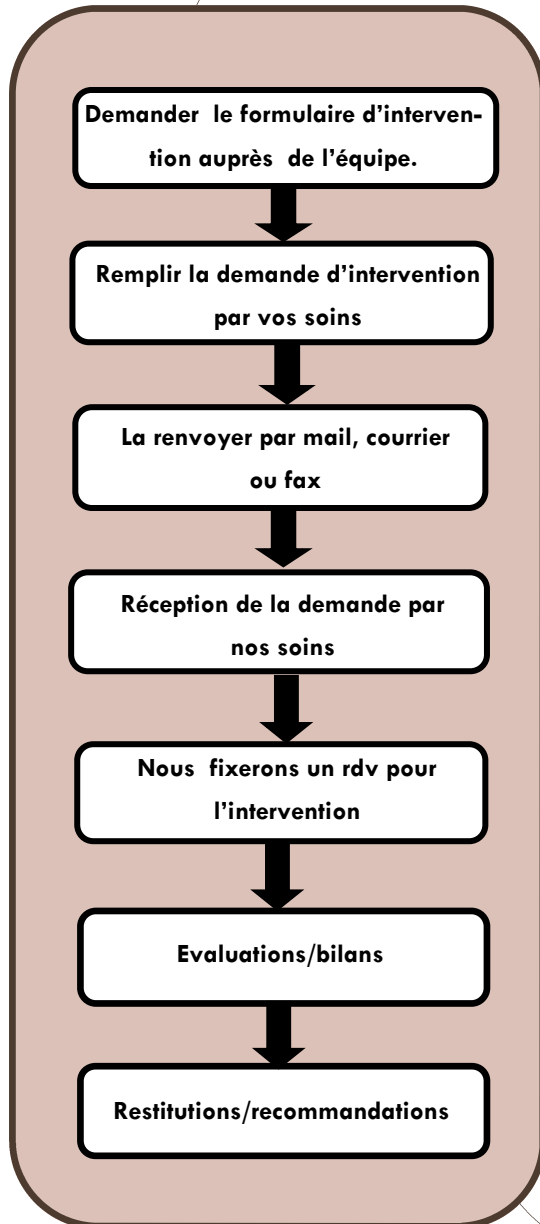 Demander le formulaire d’interven-
tion auprès de l’équipe.
Remplir la demande d’intervention
par vos soins
La renvoyer par mail, courrier
ou fax
Réception de la demande par
nos soins
Nous fixerons un rdv pour
l’intervention
Evaluations/bilans
Restitutions/recommandations